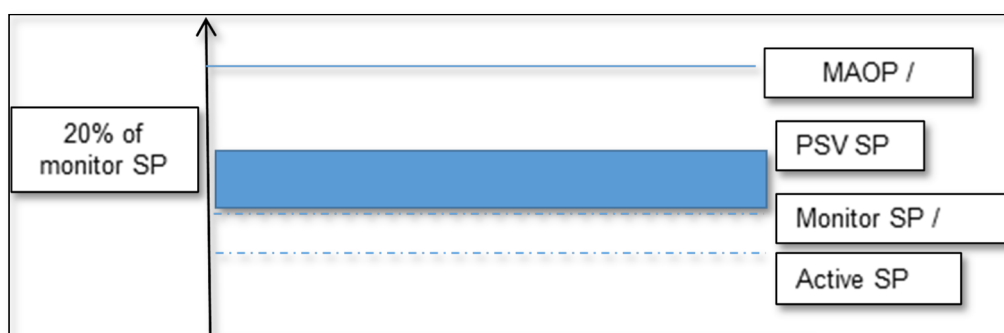 MAOP /
20% of
monitor SP
PSV SP
Monitor SP /
Active SP